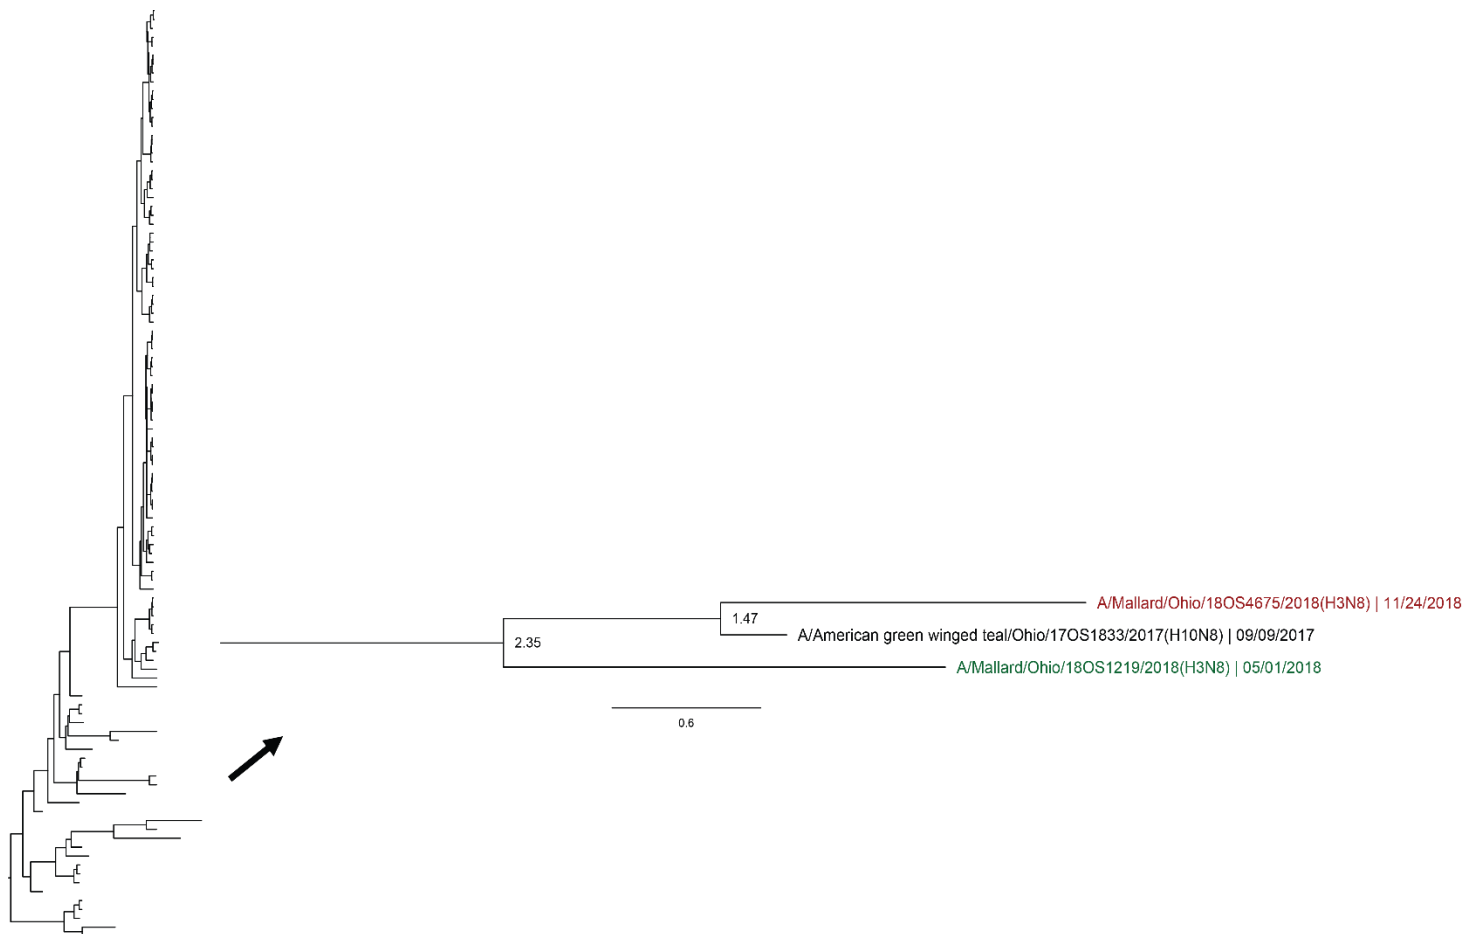 A/Mallard/Ohio/18OS4675/2018(H3N8) | 11/24/2018
1.47
A/American green winged teal/Ohio/17OS1833/2017(H10N8) | 09/09/2017
2.35
A/Mallard/Ohio/18OS1219/2018(H3N8) | 05/01/2018
0.6